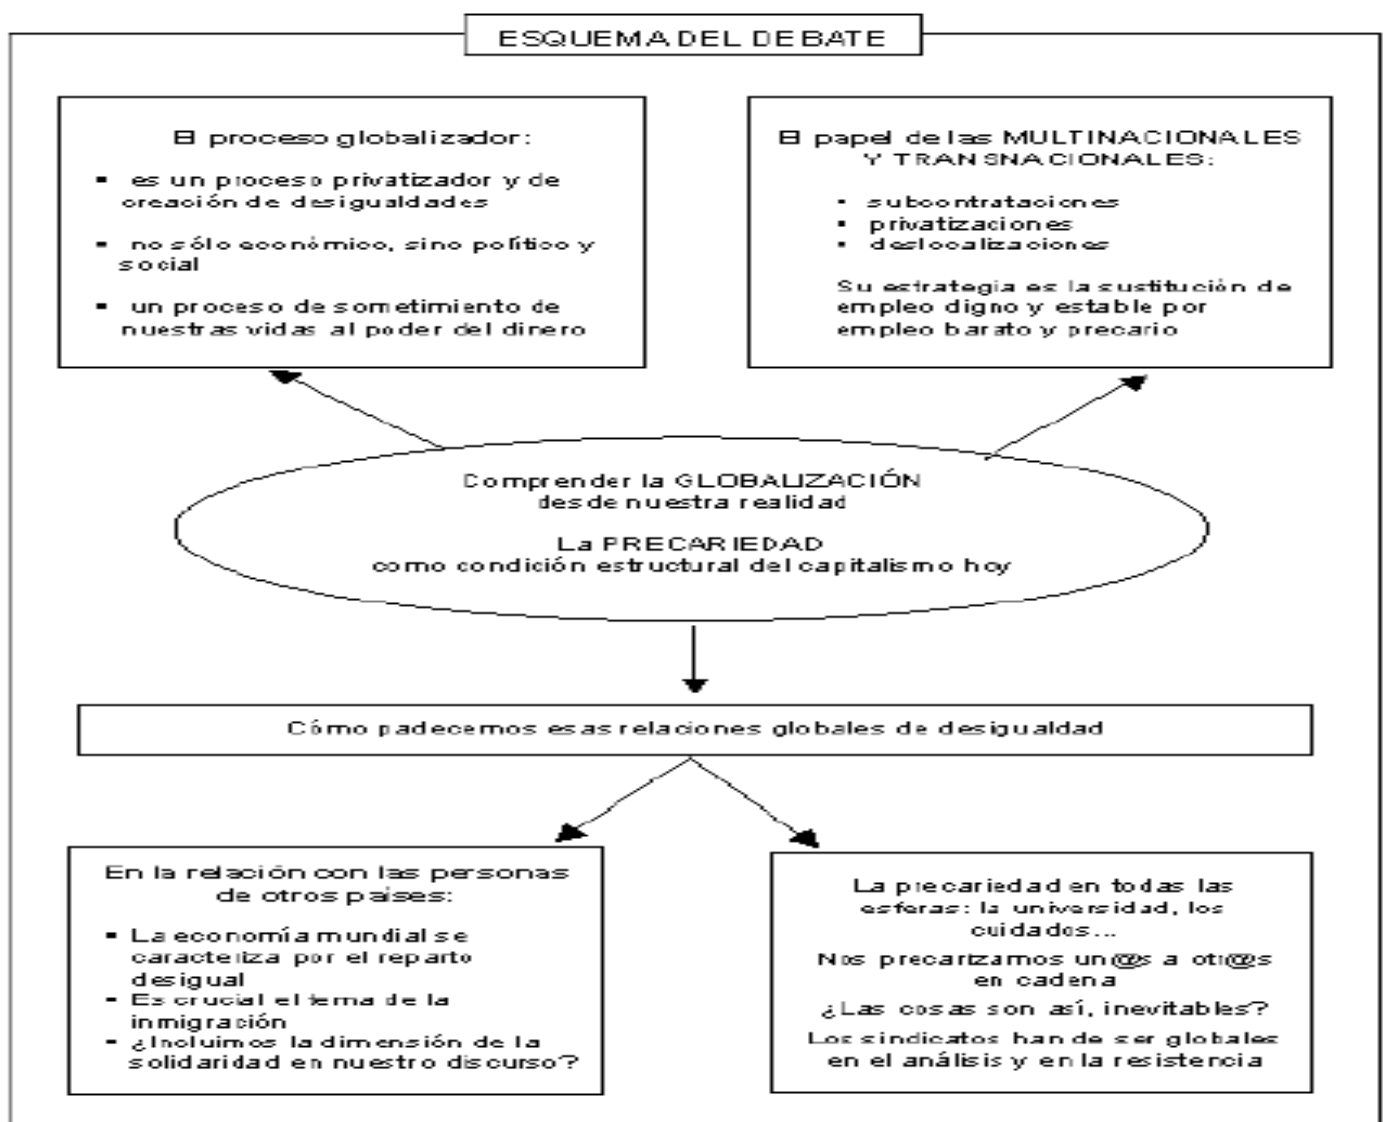 ESQUEMA DEL DEBATE
El proceso globalizador:
▪ es un proceso privatizador y de
creación de desigualdades
▪ no sólo económico, sino político y
social
▪ un proceso de sometimiento de
nuestras vidas al poder del dinero
El papel de las MULTINACIONALES
Y TRANSNACIONALES:
▪ subcontrataciones
▪ privatizaciones
▪ deslocalizaciones
Su estrategia es la sustitución de
empleo digno y estable por
empleo barato y precario
Comprender la GLOBALIZACIÓN
desde nuestra realidad
La PRECARIEDAD
como condición estructural del capitalismo hoy
Cómo padecemos esas relaciones globales de desigualdad
En la relación con las personas
de otros países:
▪ La economía mundial se
caracteriza por el reparto
desigual
▪ Es crucial el tema de la
inmigración
▪ ¿Incluimos la dimensión de la
solidaridad en nuestro discurso?
La precariedad en todas las
esferas: la universidad, los
cuidados...
Nos precarizamos un@s a otr@s
en cadena
¿Las cosas son así, inevitables?
Los sindicatos han de ser globales
en el análisis y en la resistencia